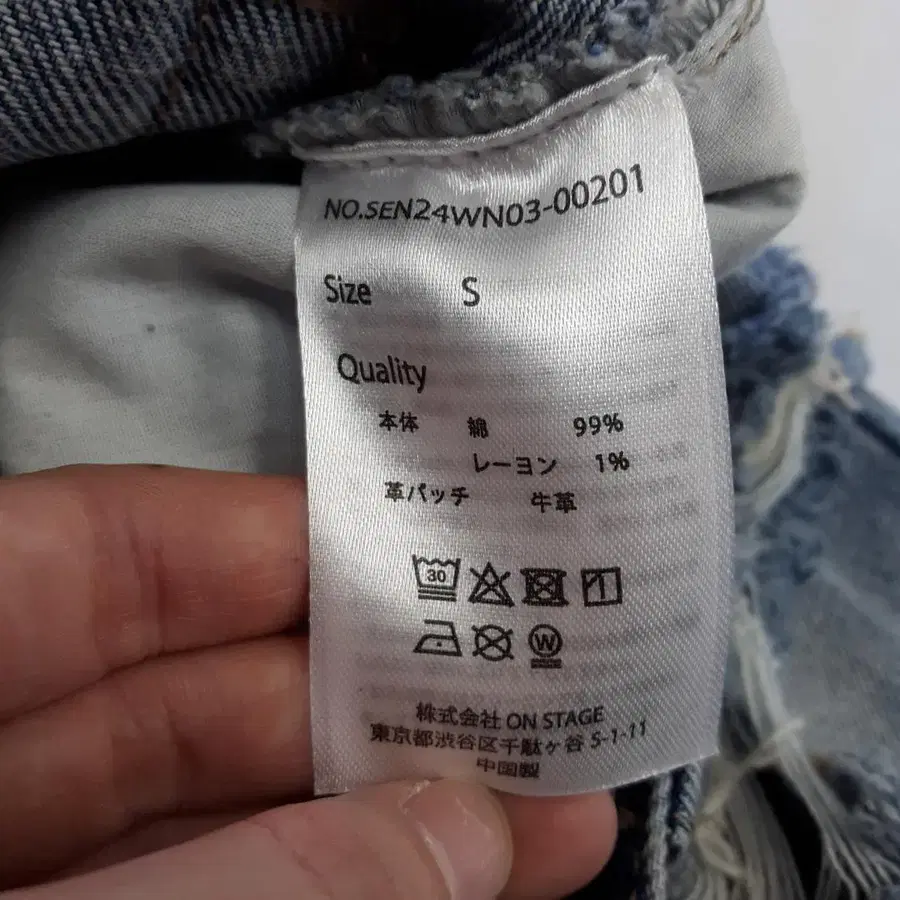 NO.SEN24WN03-00201
Size S
Quality
本体 綿 99%
レーヨン 1%
革パッチ 牛革
30
W
株式会社 ON STAGE
東京都渋谷区千駄ヶ谷 5-1-11
中国製